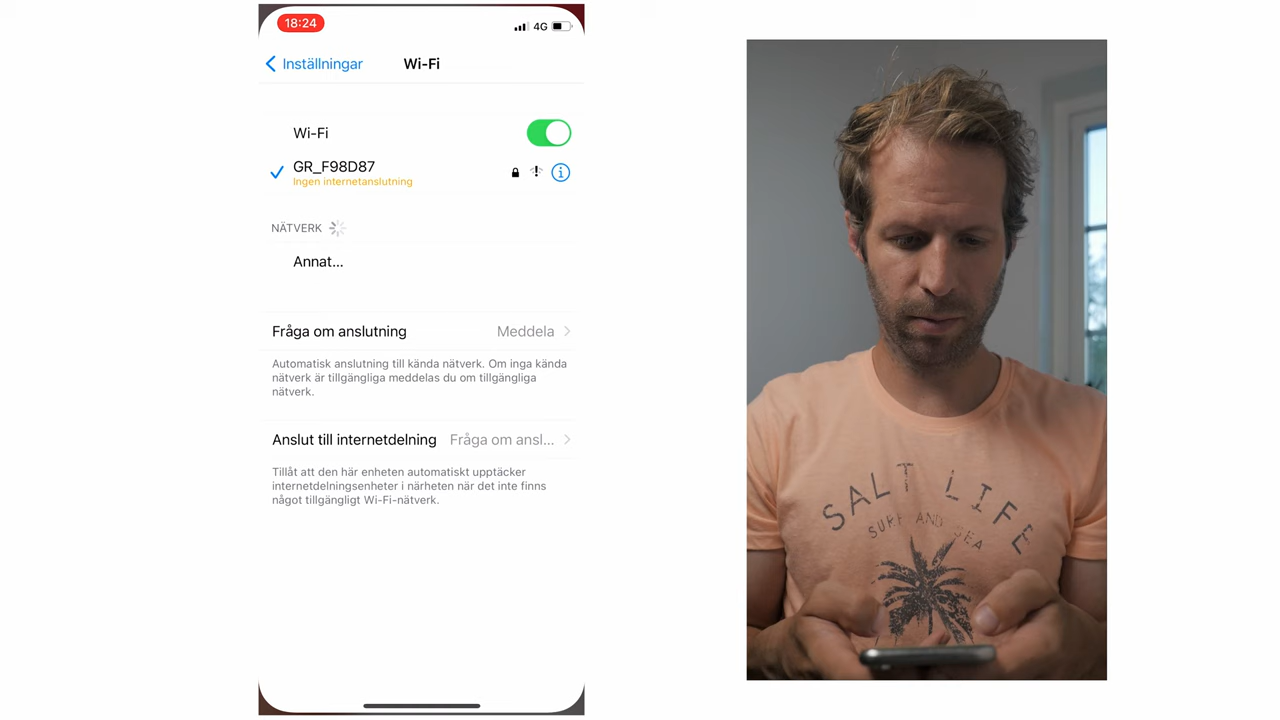 18:24
4G
Inställningar
Wi-Fi
Wi-Fi
GR_F98D87
Ingen internetanslutning
NÄTVERK
Annat...
Fråga om anslutning
Meddela
Automatisk anslutning till kända nätverk. Om inga kända
nätverk är tillgängliga meddelas du om tillgängliga
nätverk.
Anslut till internetdelning
Fråga om ansl...
Tillåt att den här enheten automatiskt upptäcker
internetdelningsenheter i närheten när det inte finns
något tillgängligt Wi-Fi-nätverk.
SALT LIFE
SURF AND SEA